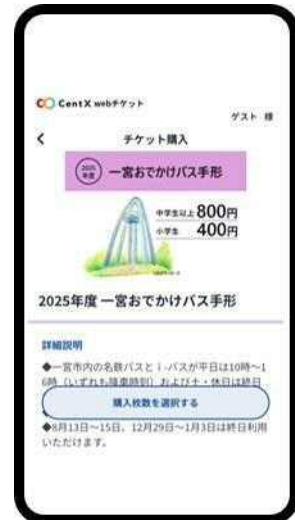 CentX webチケット
ゲスト 様
チケット購入
2025年度 一宮おでかけバス手形
中学生以上 800円
小学生 400円
2025年度 一宮おでかけバス手形
詳細説明
◆一宮市内の名鉄バスとｉ-バスが平日は10時～1
6時（いずれも降車時刻）および土・休日は終日
購入枚数を選択する
◆8月13日～15日、12月29日～1月3日は終日利用
いただけます。